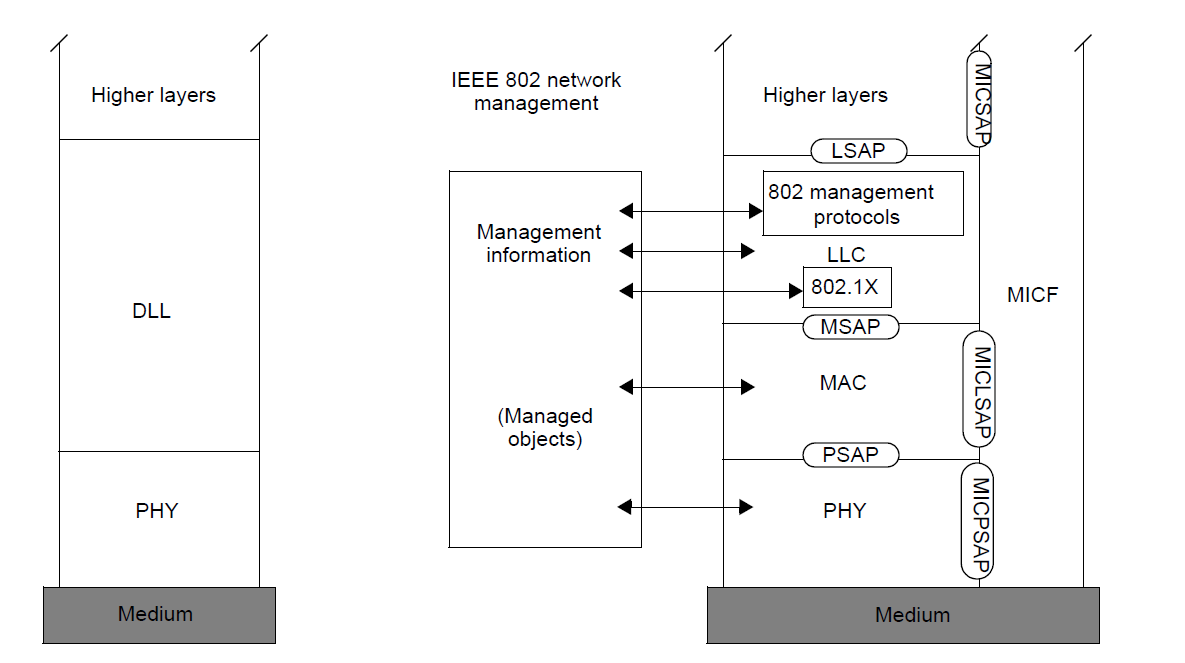 Higher layers
DLL
PHY
Medium
IEEE 802 network
management
Management
information
(Managed
objects)
Higher layers
LSAP
802 management
protocols
LLC
802.1X
MSAP
MAC
PSAP
PHY
Medium
MICSAP
MICF
MICLSAP
MICPSAP